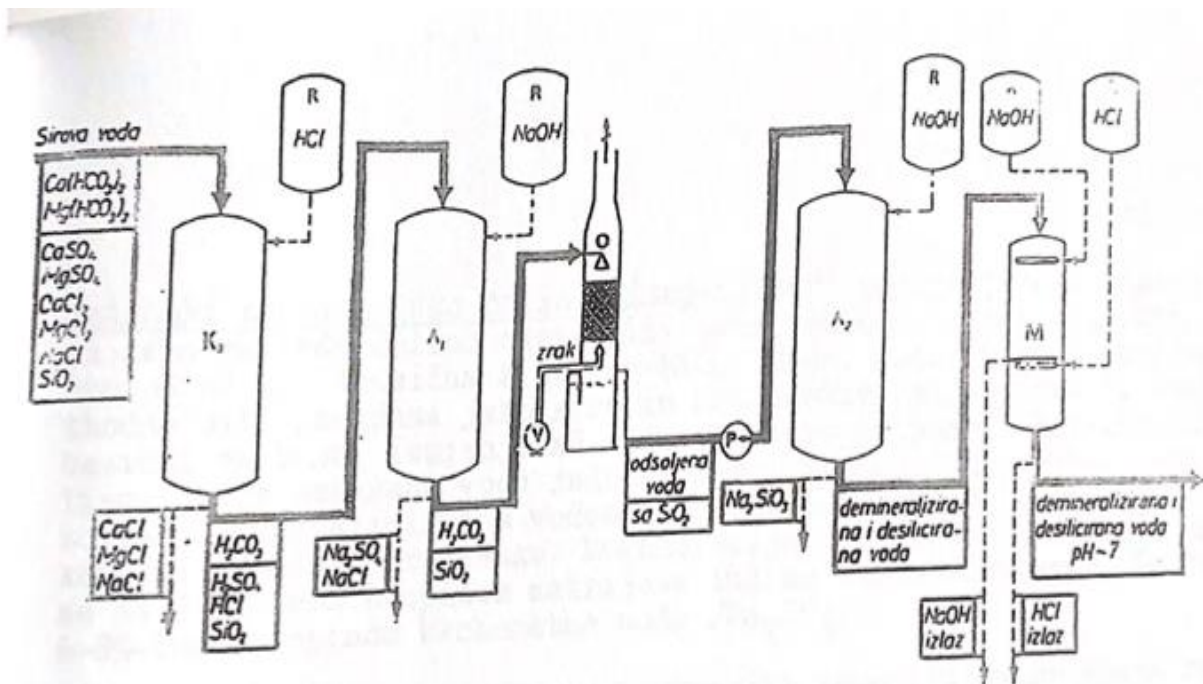 Sirova voda
Ca(HCO3)2
Mg(HCO3)2
CaSO4
MgSO4
CaCl2
MgCl2
NaCl
SiO2
R
HCl
K3
CaCl
MgCl
NaCl
H2CO3
H2SO4
HCl
SiO2
R
NaOH
A1
Na2SO4
NaCl
H2CO3
SiO2
zrak
V
odsoljena
voda
sa SiO2
P
R
NaOH
A2
Na2SiO3
demineralizira-
na i desilicira-
na voda
NaOH
HCl
M
demineralizirana i
desilicirana voda
pH~7
NaOH
izlaz
HCl
izlaz